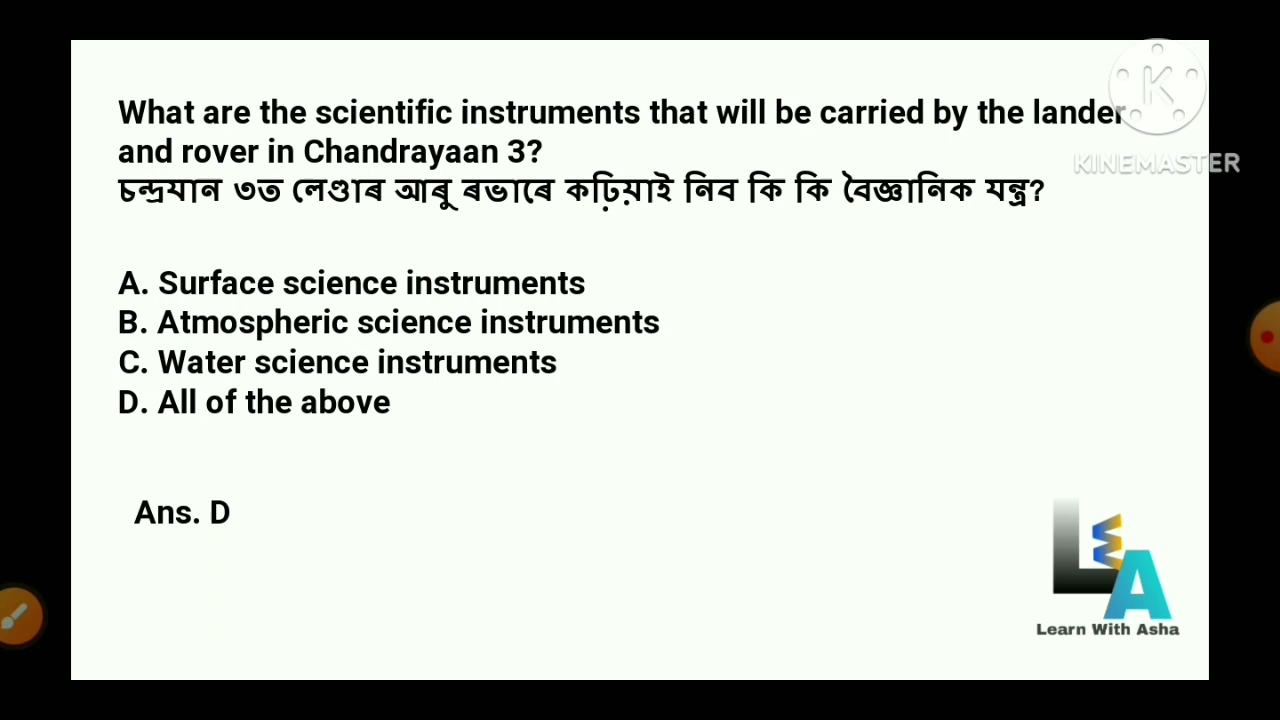 What are the scientific instruments that will be carried by the lander
and rover in Chandrayaan 3?
চন্দ্ৰযান ৩ত লেণ্ডাৰ আৰু ৰভাৰে কঢ়িয়াই নিব কি কি বৈজ্ঞানিক যন্ত্ৰ?
A. Surface science instruments
B. Atmospheric science instruments
C. Water science instruments
D. All of the above
Ans. D
K
KINEMASTER
LEA
Learn With Asha